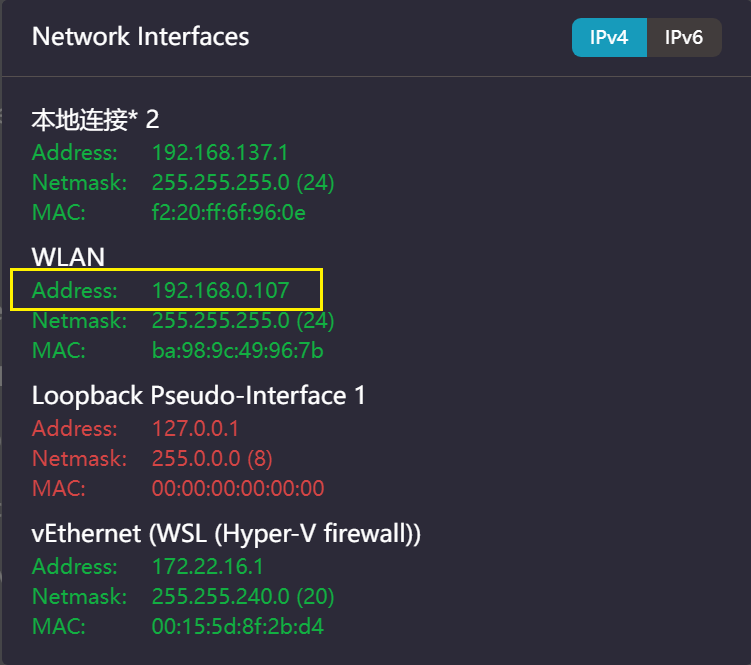 Network Interfaces
IPv4 IPv6
本地连接* 2
Address: 192.168.137.1
Netmask: 255.255.255.0 (24)
MAC: f2:20:ff:6f:96:0e
WLAN
Address: 192.168.0.107
Netmask: 255.255.255.0 (24)
MAC: ba:98:9c:49:96:7b
Loopback Pseudo-Interface 1
Address: 127.0.0.1
Netmask: 255.0.0.0 (8)
MAC: 00:00:00:00:00:00
vEthernet (WSL (Hyper-V firewall))
Address: 172.22.16.1
Netmask: 255.255.240.0 (20)
MAC: 00:15:5d:8f:2b:d4